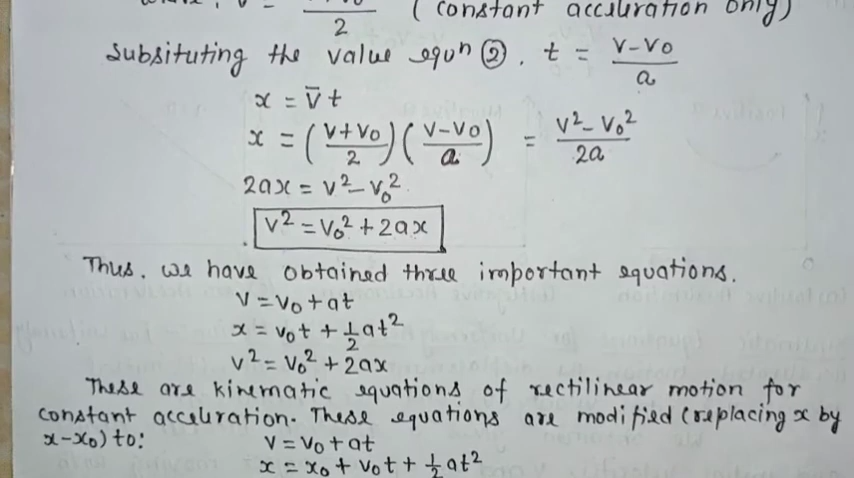 v̄ = / 2 (constant acceleration only)
Subsituting the value equn ②. t = (v-v₀)/a
x = v̄t
x = ((v+v₀)/2)((v-v₀)/a) = (v²-v₀²)/2a
2ax = v²-v₀²
v² = v₀² + 2ax
Thus, we have obtained three important equations.
v = v₀ + at
x = v₀t + ½at²
v² = v₀² + 2ax
These are kinematic equations of rectilinear motion for
constant acceleration. These equations are modified (replacing x by
x-x₀) to: v = v₀ + at
x = x₀ + v₀t + ½at²